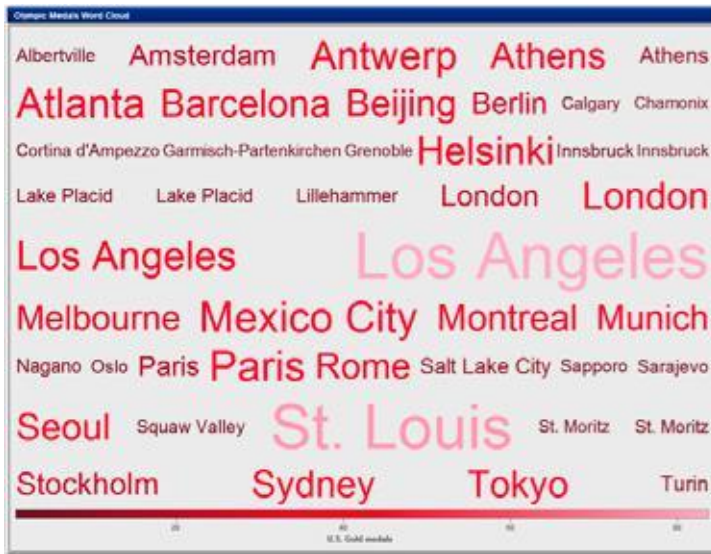 Olympic Medals Word Cloud
Albertville Amsterdam Antwerp Athens Athens
Atlanta Barcelona Beijing Berlin Calgary Chamonix
Cortina d'Ampezzo Garmisch-Partenkirchen Grenoble Helsinki Innsbruck Innsbruck
Lake Placid Lake Placid Lillehammer London London
Los Angeles Los Angeles
Melbourne Mexico City Montreal Munich
Nagano Oslo Paris Paris Rome Salt Lake City Sapporo Sarajevo
Seoul Squaw Valley St. Louis St. Moritz St. Moritz
Stockholm Sydney Tokyo Turin
20 40 60 80
U.S. Gold medals